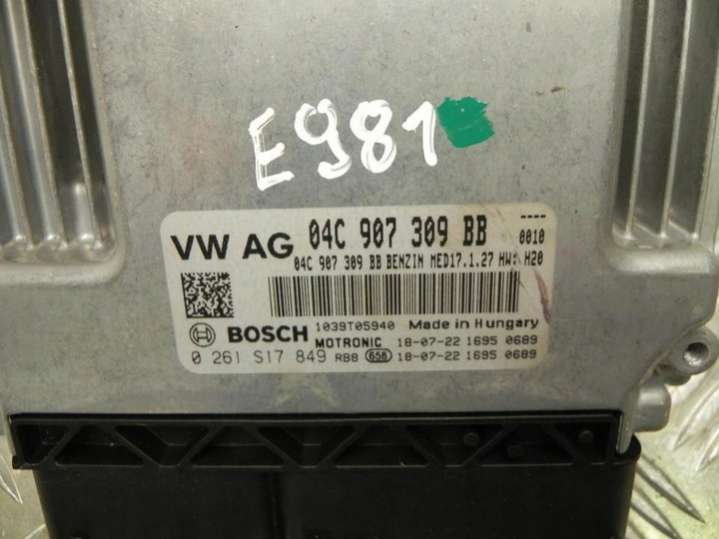 E981
VW AG 04C 907 309 BB ----
0010
04C 907 309 BB BENZIN MED17.1.27 HW: H20
BOSCH 1039T05940 Made in Hungary
MOTRONIC 18-07-22 1695 0689
0 261 S17 849 RB8 656 18-07-22 1695 0689